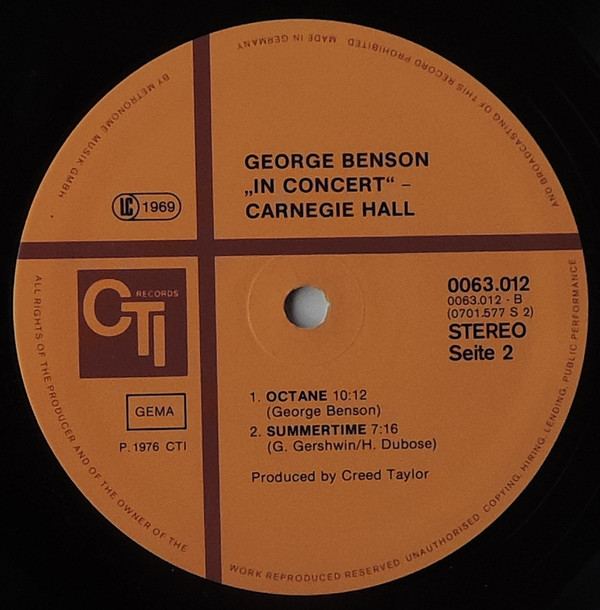 GEORGE BENSON
„IN CONCERT“ –
CARNEGIE HALL
LC 1969
CTI RECORDS
GEMA
P. 1976 CTI
0063.012
0063.012 - B
(0701.577 S 2)
STEREO
Seite 2
1. OCTANE 10:12
(George Benson)
2. SUMMERTIME 7:16
(G. Gershwin/H. Dubose)
Produced by Creed Taylor
ALL RIGHTS OF THE PRODUCER AND OF THE OWNER OF THE WORK REPRODUCED RESERVED. UNAUTHORISED COPYING, HIRING, LENDING, PUBLIC PERFORMANCE AND BROADCASTING OF THIS RECORD PROHIBITED MADE IN GERMANY BY METRONOME MUSIK GMBH